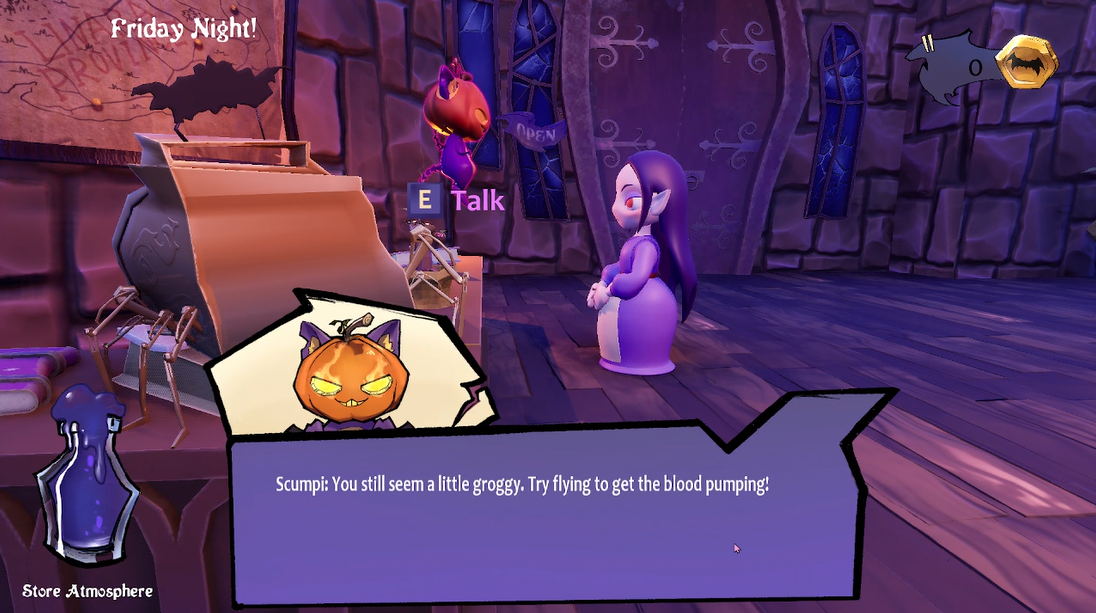 Friday Night!
0
OPEN
E Talk
Scumpi: You still seem a little groggy. Try flying to get the blood pumping!
Store Atmosphere